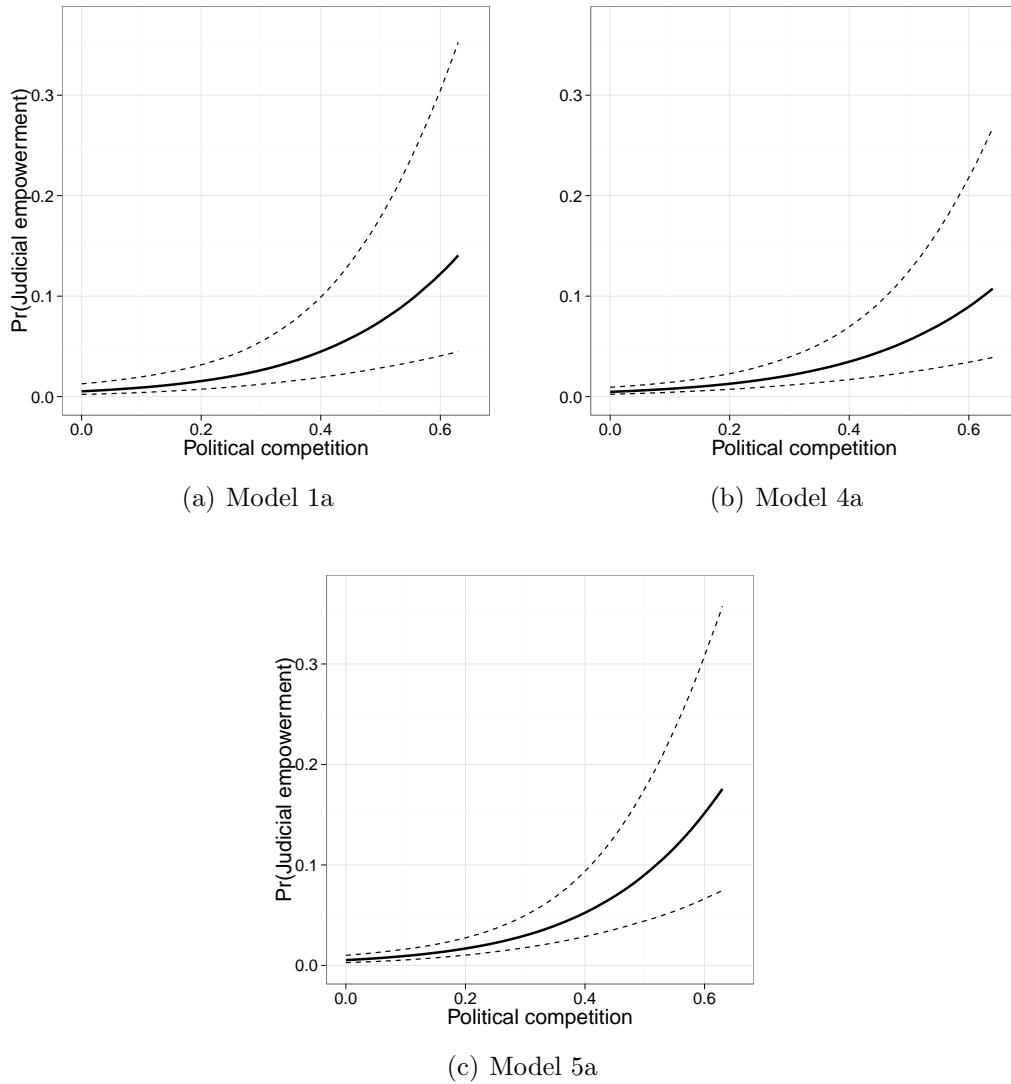 Pr(Judicial empowerment)
0.3
0.2
0.1
0.0
0.0 0.2 0.4 0.6
Political competition
(a) Model 1a
Pr(Judicial empowerment)
0.3
0.2
0.1
0.0
0.0 0.2 0.4 0.6
Political competition
(b) Model 4a
Pr(Judicial empowerment)
0.3
0.2
0.1
0.0
0.0 0.2 0.4 0.6
Political competition
(c) Model 5a